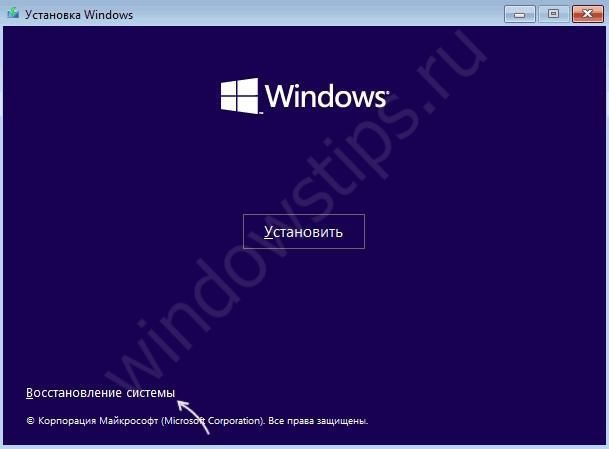 Установка Windows
Windows
Установить
Восстановление системы
© Корпорация Майкрософт (Microsoft Corporation). Все права защищены.
windowstips.ru